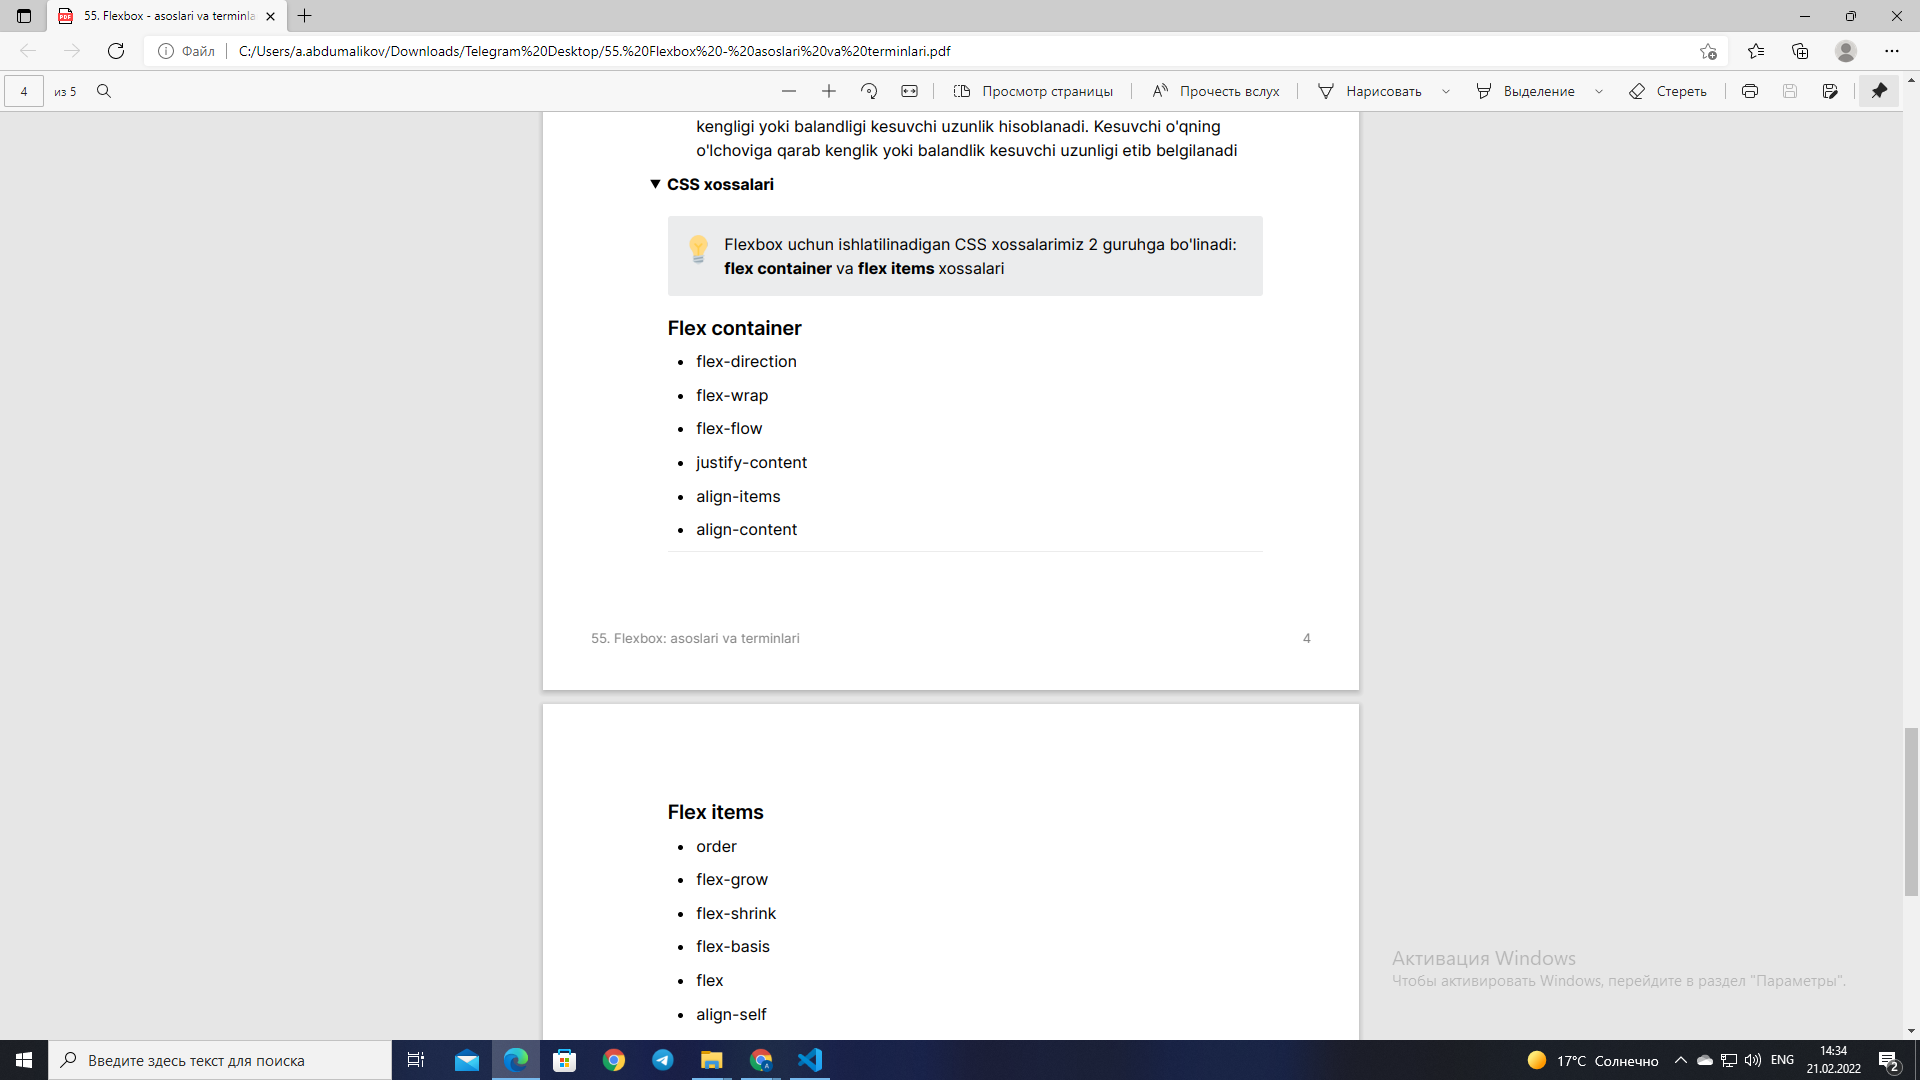 55. Flexbox - asoslari va terminla
Файл
C:/Users/a.abdumalikov/Downloads/Telegram%20Desktop/55.%20Flexbox%20-%20asoslari%20va%20terminlari.pdf
4 из 5 Просмотр страницы Прочесть вслух Нарисовать Выделение Стереть
kengligi yoki balandligi kesuvchi uzunlik hisoblanadi. Kesuvchi o'qning
o'lchoviga qarab kenglik yoki balandlik kesuvchi uzunligi etib belgilanadi
CSS xossalari
Flexbox uchun ishlatilinadigan CSS xossalarimiz 2 guruhga bo'linadi:
flex container va flex items xossalari
Flex container
• flex-direction
• flex-wrap
• flex-flow
• justify-content
• align-items
• align-content
55. Flexbox: asoslari va terminlari 4
Flex items
• order
• flex-grow
• flex-shrink
• flex-basis
• flex
• align-self
Активация Windows
Чтобы активировать Windows, перейдите в раздел "Параметры".
Введите здесь текст для поиска
17°C Солнечно
ENG
14:34
21.02.2022
2